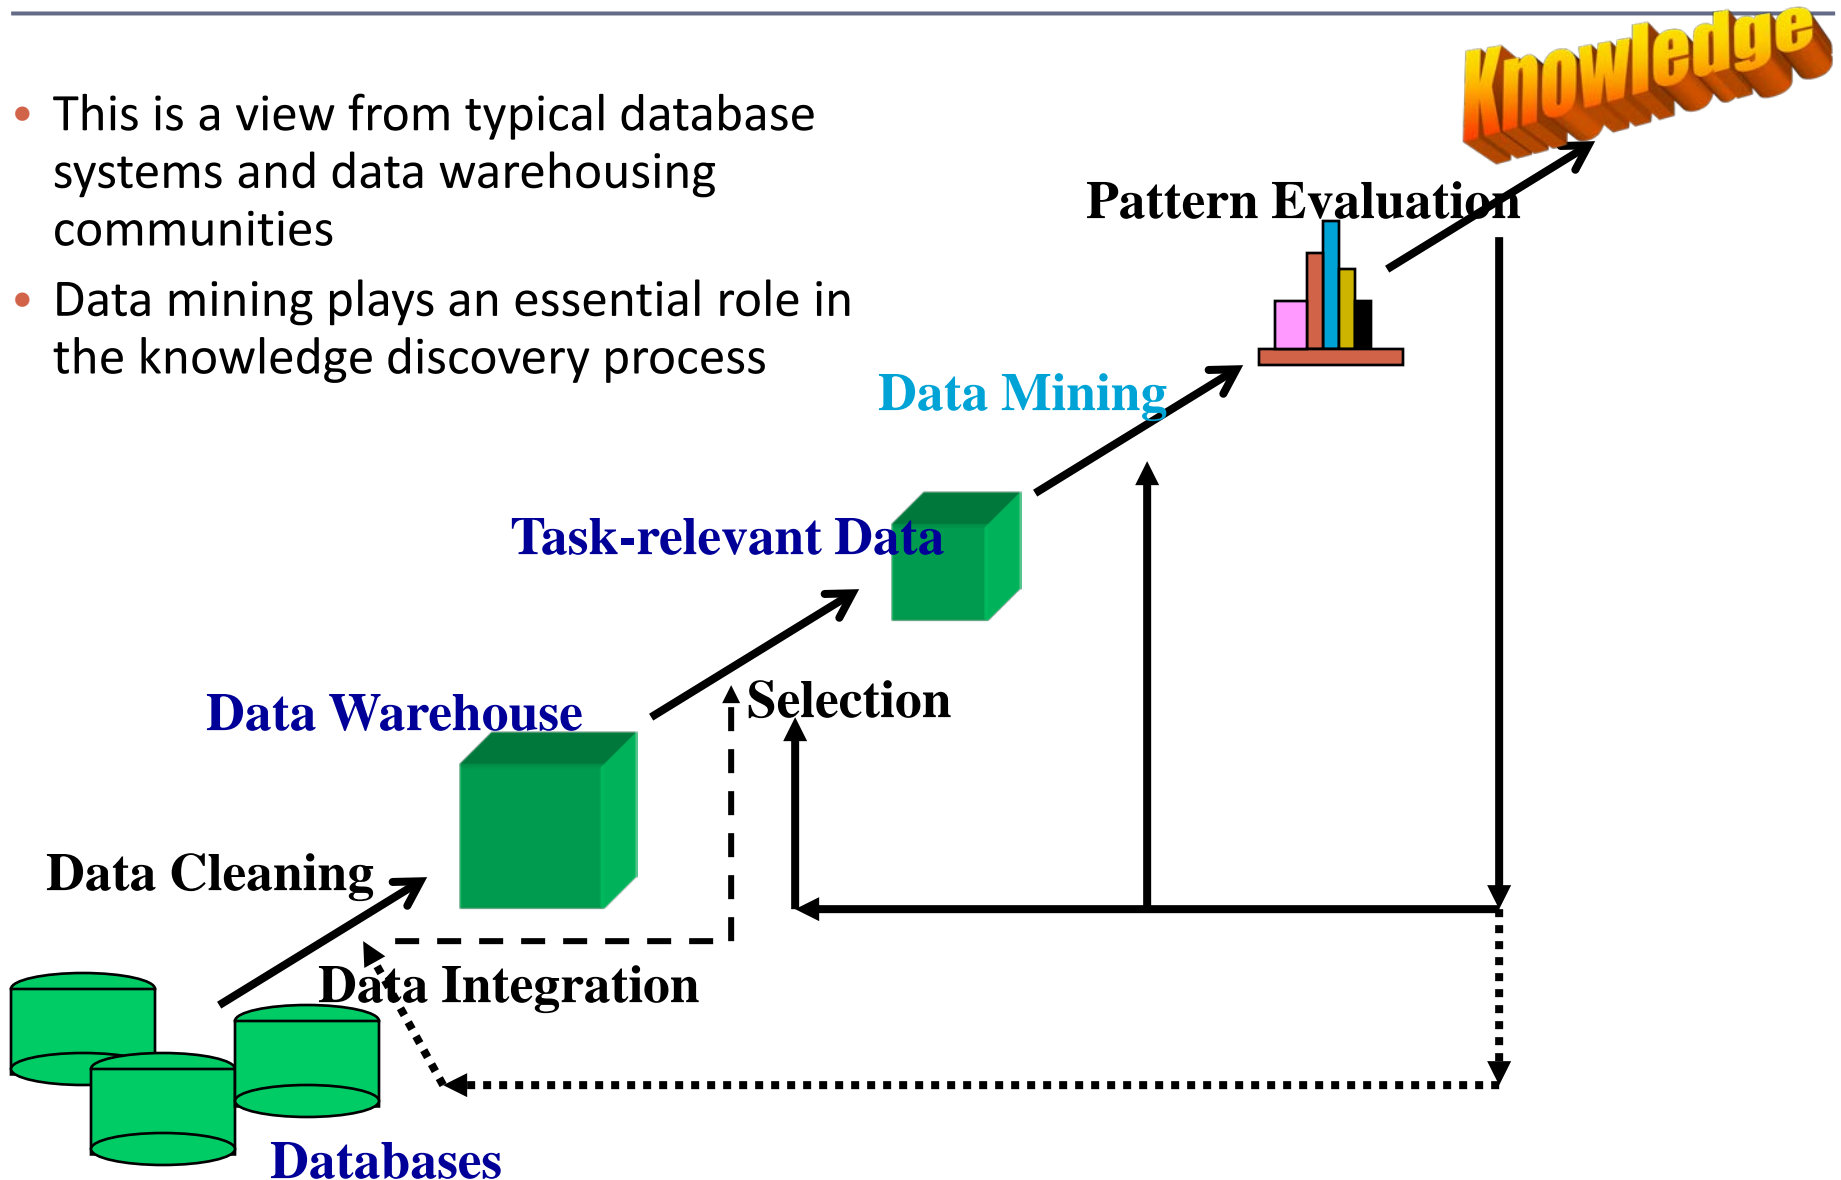 Knowledge
• This is a view from typical database
systems and data warehousing
communities
• Data mining plays an essential role in
the knowledge discovery process
Pattern Evaluation
Data Mining
Task-relevant Data
Selection
Data Warehouse
Data Cleaning
Data Integration
Databases